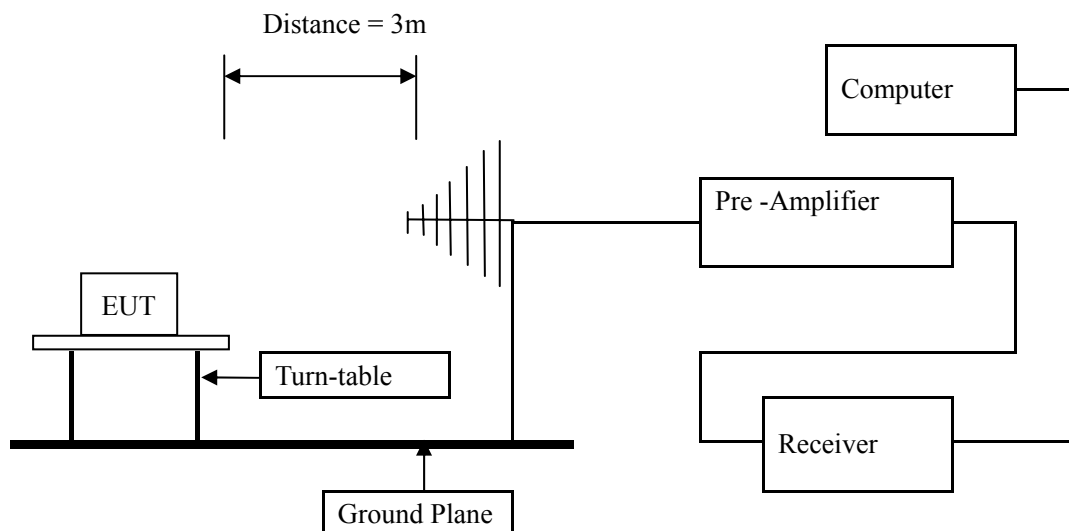 Distance = 3m
Computer
Pre -Amplifier
EUT
Turn-table
Receiver
Ground Plane